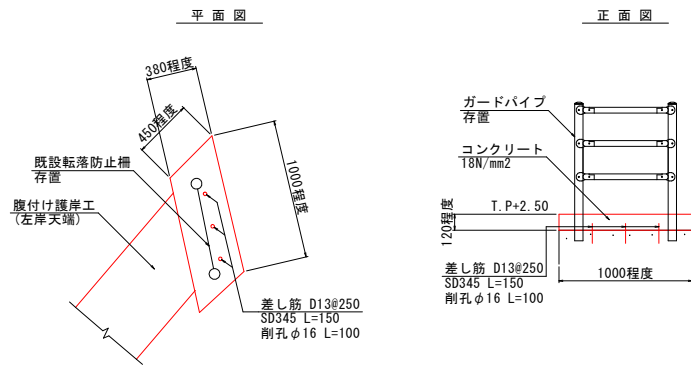 平面図
380程度
450程度
既設転落防止柵
存置
腹付け護岸工
(左岸天端)
1000程度
差し筋 D13@250
SD345 L=150
削孔φ16 L=100
正面図
ガードパイプ
存置
コンクリート
18N/mm2
T.P+2.50
120程度
差し筋 D13@250
SD345 L=150
削孔φ16 L=100
1000程度